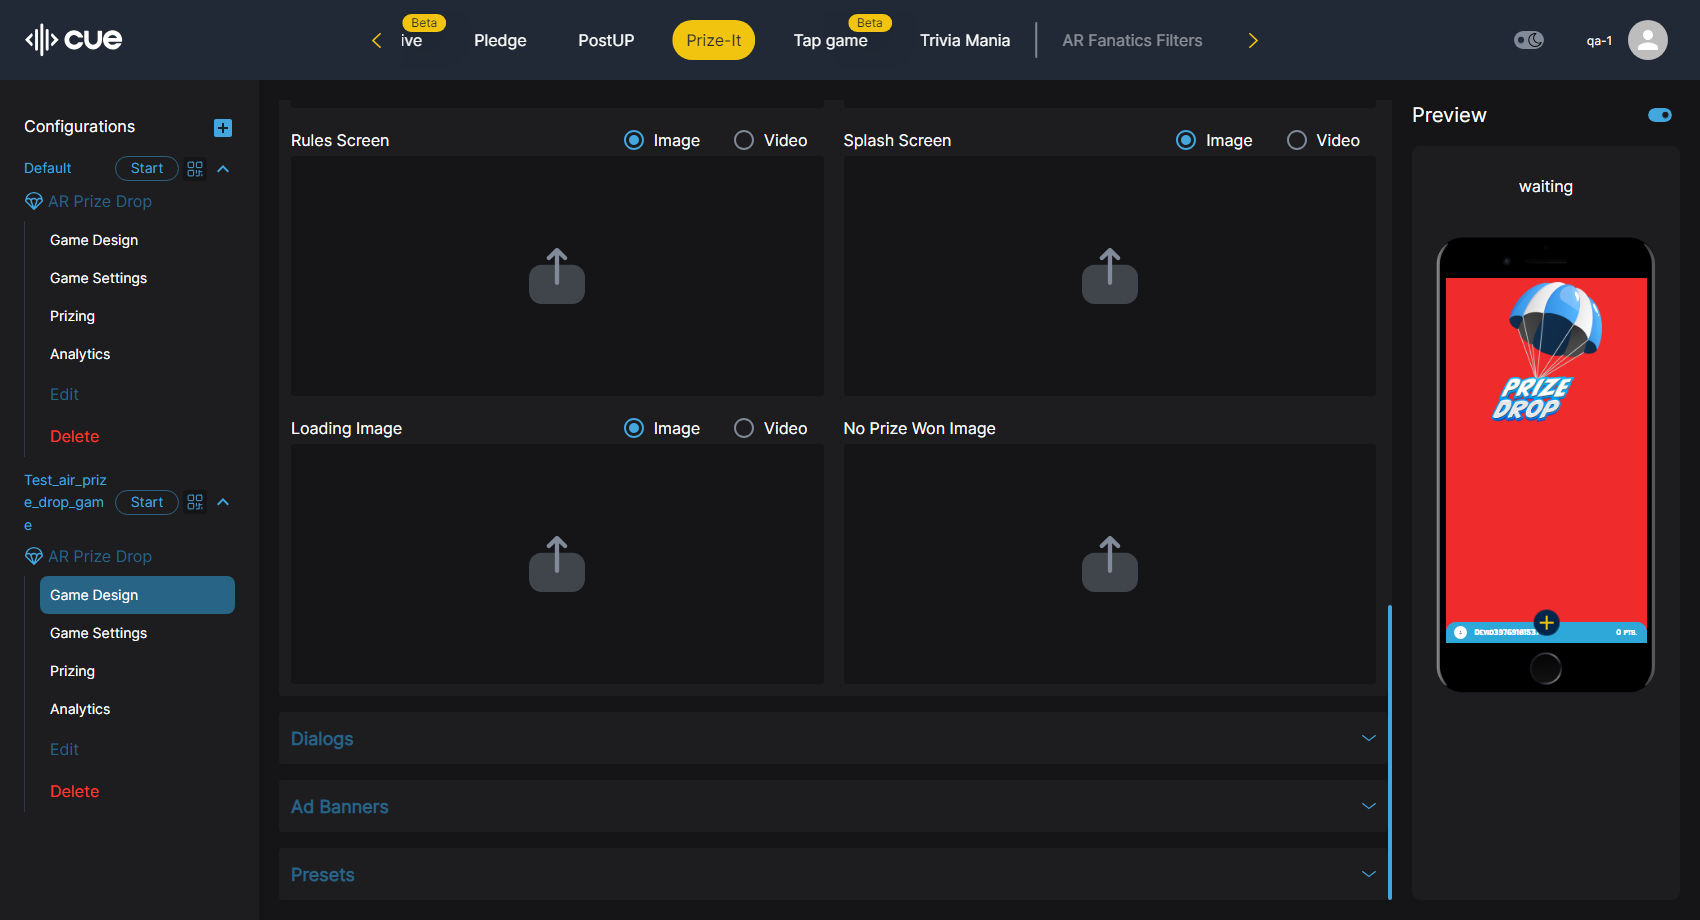 cue
Beta
ive
Pledge
PostUP
Prize-It
Beta
Tap game
Trivia Mania
AR Fanatics Filters
qa-1
Configurations
Default
Start
AR Prize Drop
Game Design
Game Settings
Prizing
Analytics
Edit
Delete
Test_air_priz
e_drop_gam
e
Start
AR Prize Drop
Game Design
Game Settings
Prizing
Analytics
Edit
Delete
Rules Screen
Image
Video
Splash Screen
Image
Video
Loading Image
Image
Video
No Prize Won Image
Dialogs
Ad Banners
Presets
Preview
waiting
PRIZE
DROP
0 PTS.